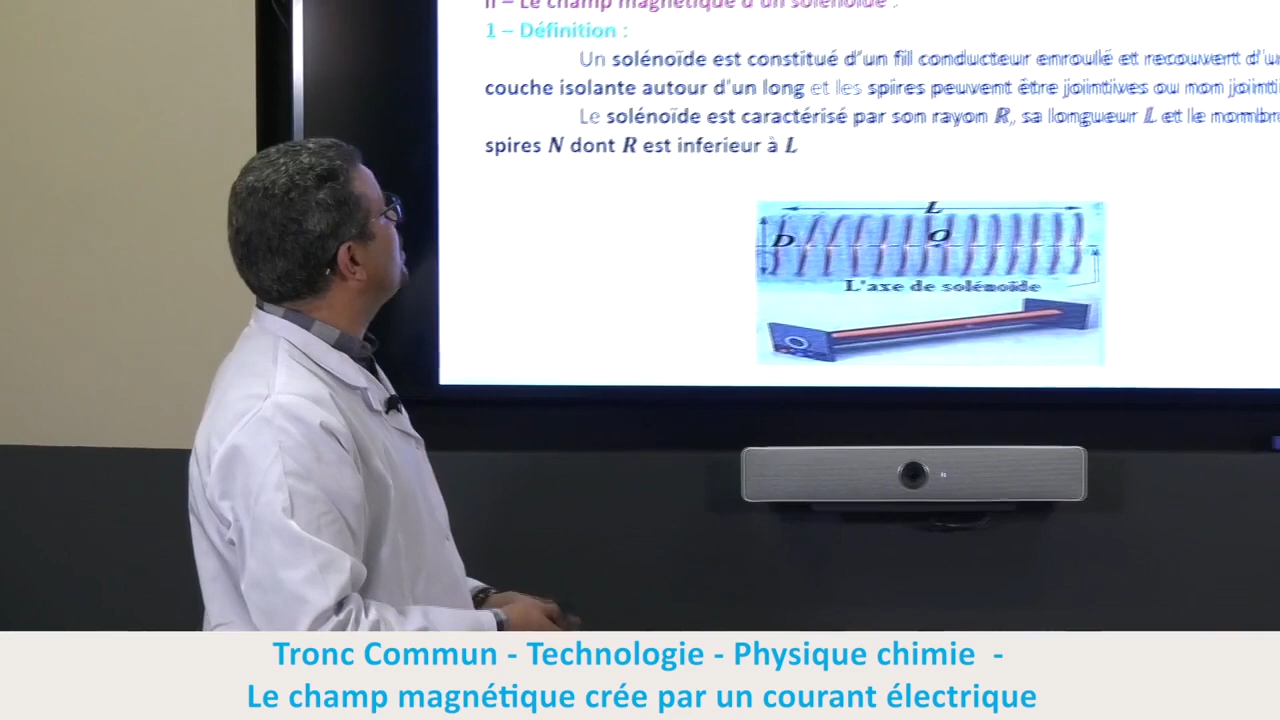 II – Le champ magnétique d'un solénoïde :
1 – Définition :
Un solénoïde est constitué d'un fill conducteur enroulé et recouvert d'u
couche isolante autour d'un long et les spires peuvent être jointives ou non jointi
Le solénoïde est caractérisé par son rayon R, sa longueur L et le nombre
spires N dont R est inferieur à L
L
D
O
L'axe de solénoïde
Tronc Commun - Technologie - Physique chimie -
Le champ magnétique crée par un courant électrique